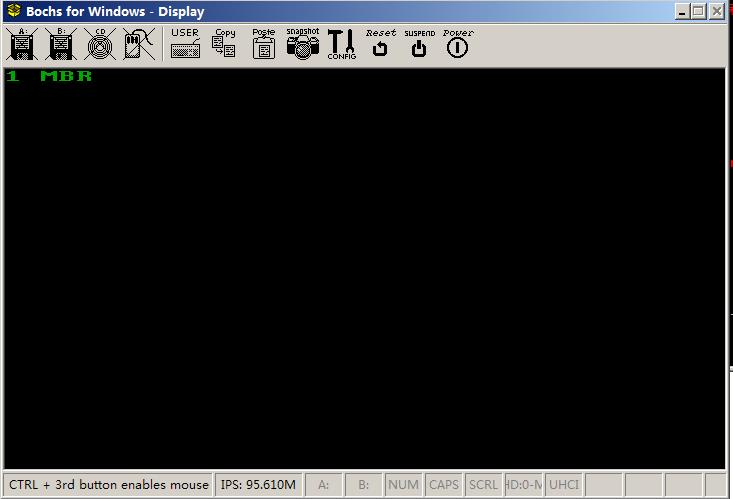 Bochs for Windows - Display
A: B: CD USER Copy Paste snapshot CONFIG Reset SUSPEND Power
1 MBR
CTRL + 3rd button enables mouse IPS: 95.610M A: B: NUM CAPS SCRL HD:0-M UHCI